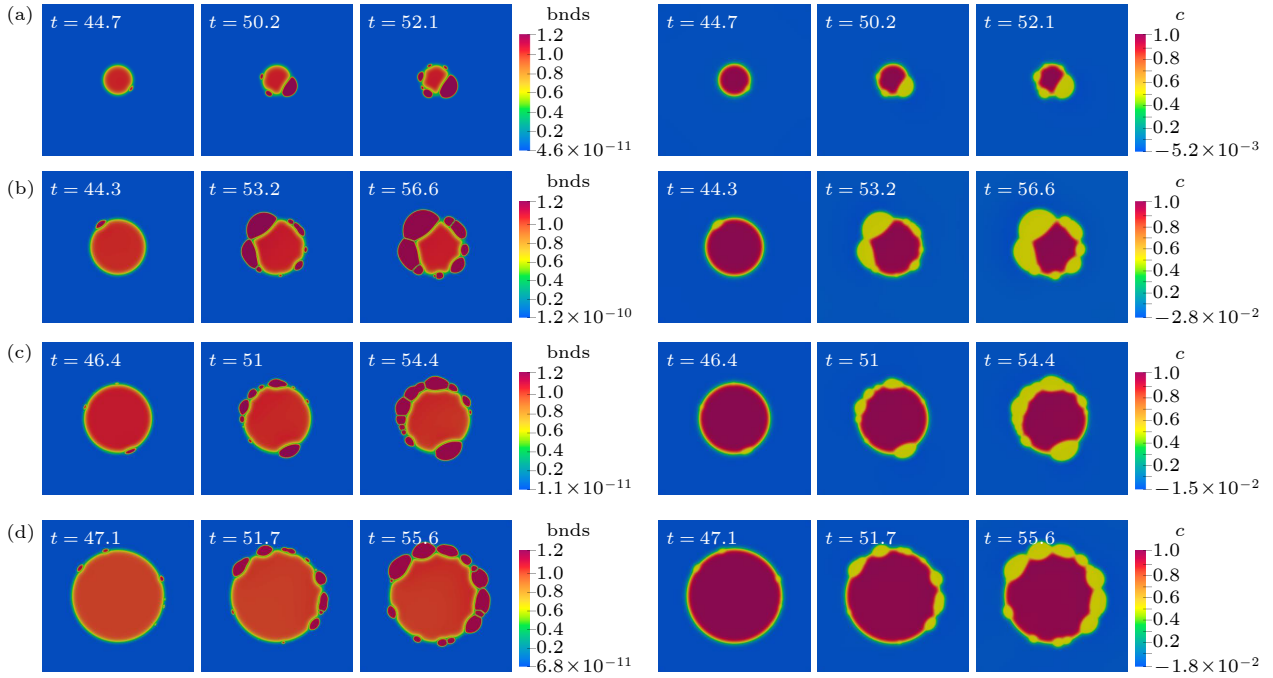 (a) t = 44.7 t = 50.2 t = 52.1 bnds 1.2 1.0 0.8 0.6 0.4 0.2 4.6×10⁻¹¹ t = 44.7 t = 50.2 t = 52.1 c 1.0 0.8 0.6 0.4 0.2 −5.2×10⁻³
(b) t = 44.3 t = 53.2 t = 56.6 bnds 1.2 1.0 0.8 0.6 0.4 0.2 1.2×10⁻¹⁰ t = 44.3 t = 53.2 t = 56.6 c 1.0 0.8 0.6 0.4 0.2 −2.8×10⁻²
(c) t = 46.4 t = 51 t = 54.4 bnds 1.2 1.0 0.8 0.6 0.4 0.2 1.1×10⁻¹¹ t = 46.4 t = 51 t = 54.4 c 1.0 0.8 0.6 0.4 0.2 −1.5×10⁻²
(d) t = 47.1 t = 51.7 t = 55.6 bnds 1.2 1.0 0.8 0.6 0.4 0.2 6.8×10⁻¹¹ t = 47.1 t = 51.7 t = 55.6 c 1.0 0.8 0.6 0.4 0.2 −1.8×10⁻²